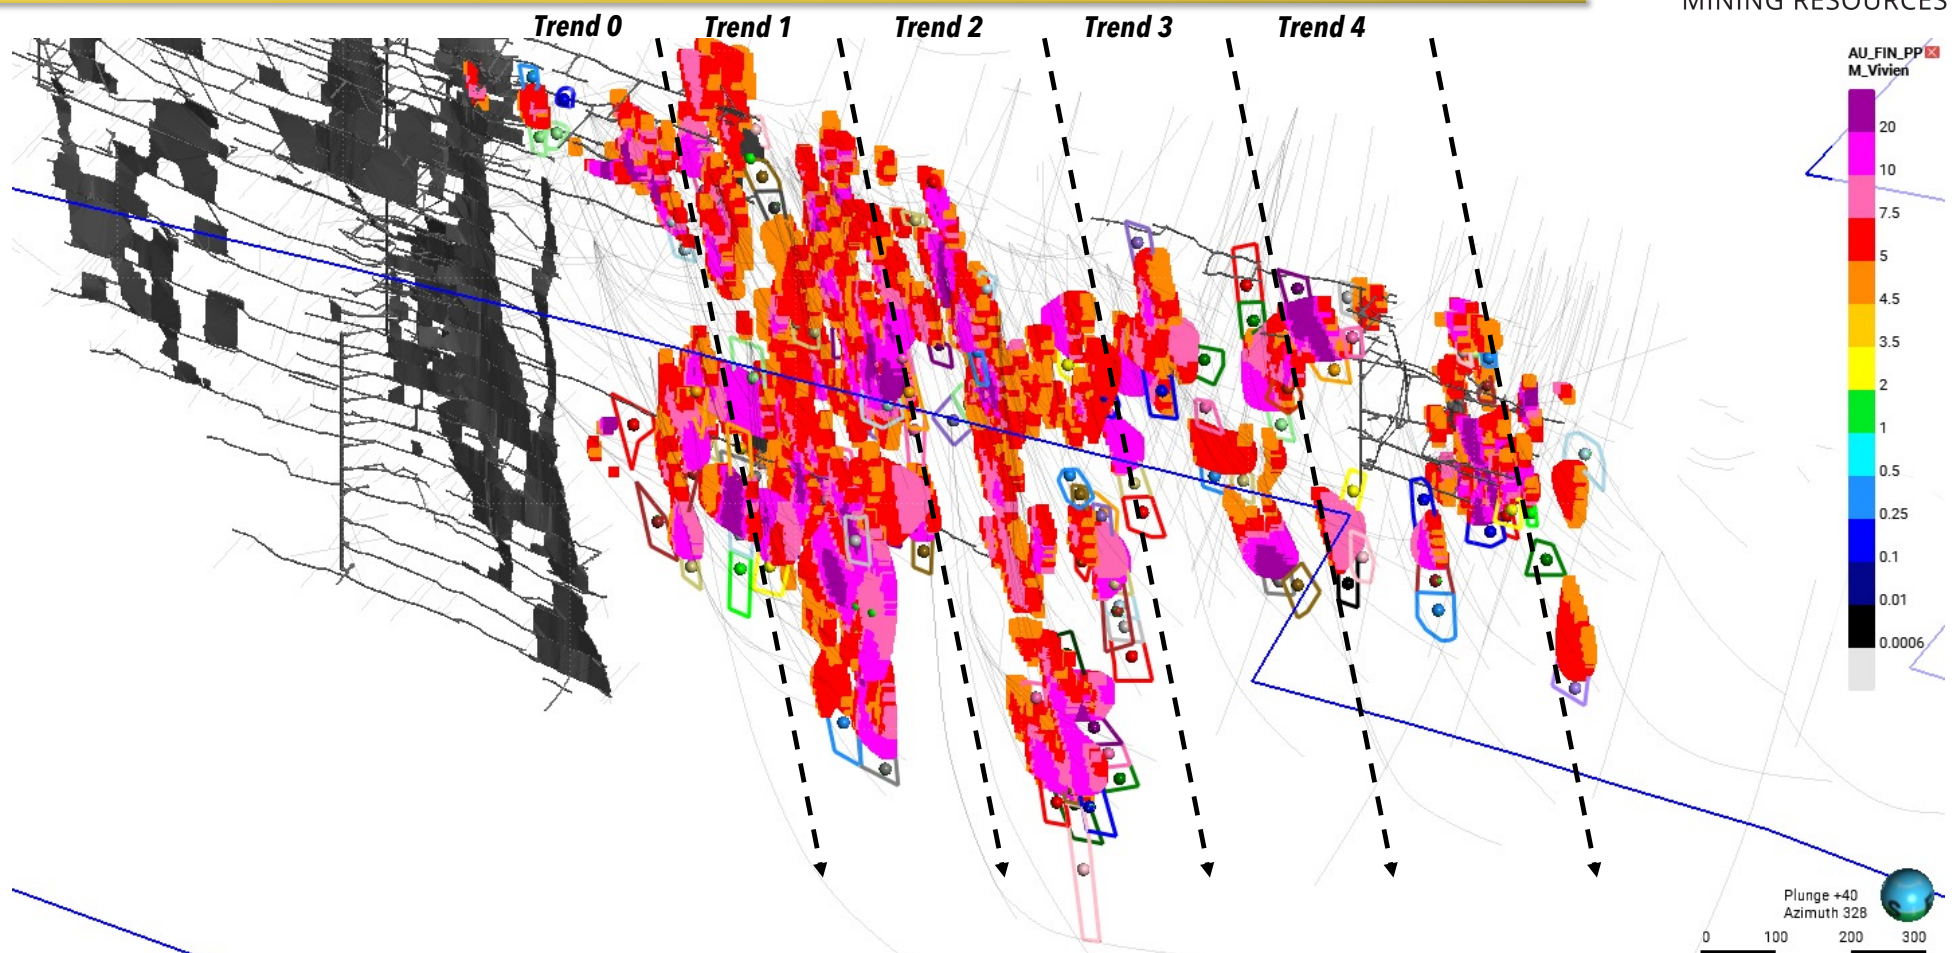 MINING RESOURCES
Trend 0 Trend 1 Trend 2 Trend 3 Trend 4
AU_FIN_PP
M_Vivien
20
10
7.5
5
4.5
3.5
2
1
0.5
0.25
0.1
0.01
0.0006
Plunge +40
Azimuth 328
0 100 200 300